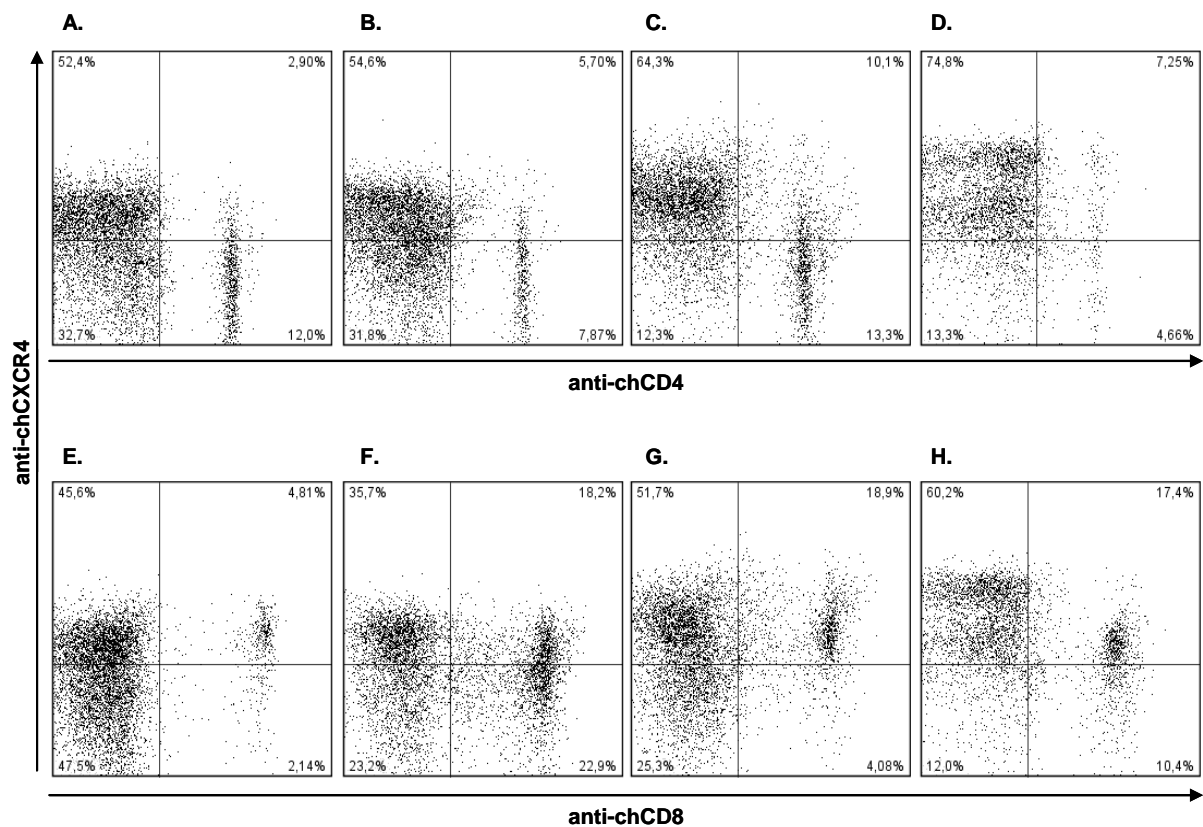 A. B. C. D.
52,4% 2,90% 54,6% 5,70% 64,3% 10,1% 74,8% 7,25%
32,7% 12,0% 31,8% 7,87% 12,3% 13,3% 13,3% 4,66%
anti-chCD4
anti-chCXCR4
E. F. G. H.
45,6% 4,81% 35,7% 18,2% 51,7% 18,9% 60,2% 17,4%
47,5% 2,14% 23,2% 22,9% 25,3% 4,08% 12,0% 10,4%
anti-chCD8